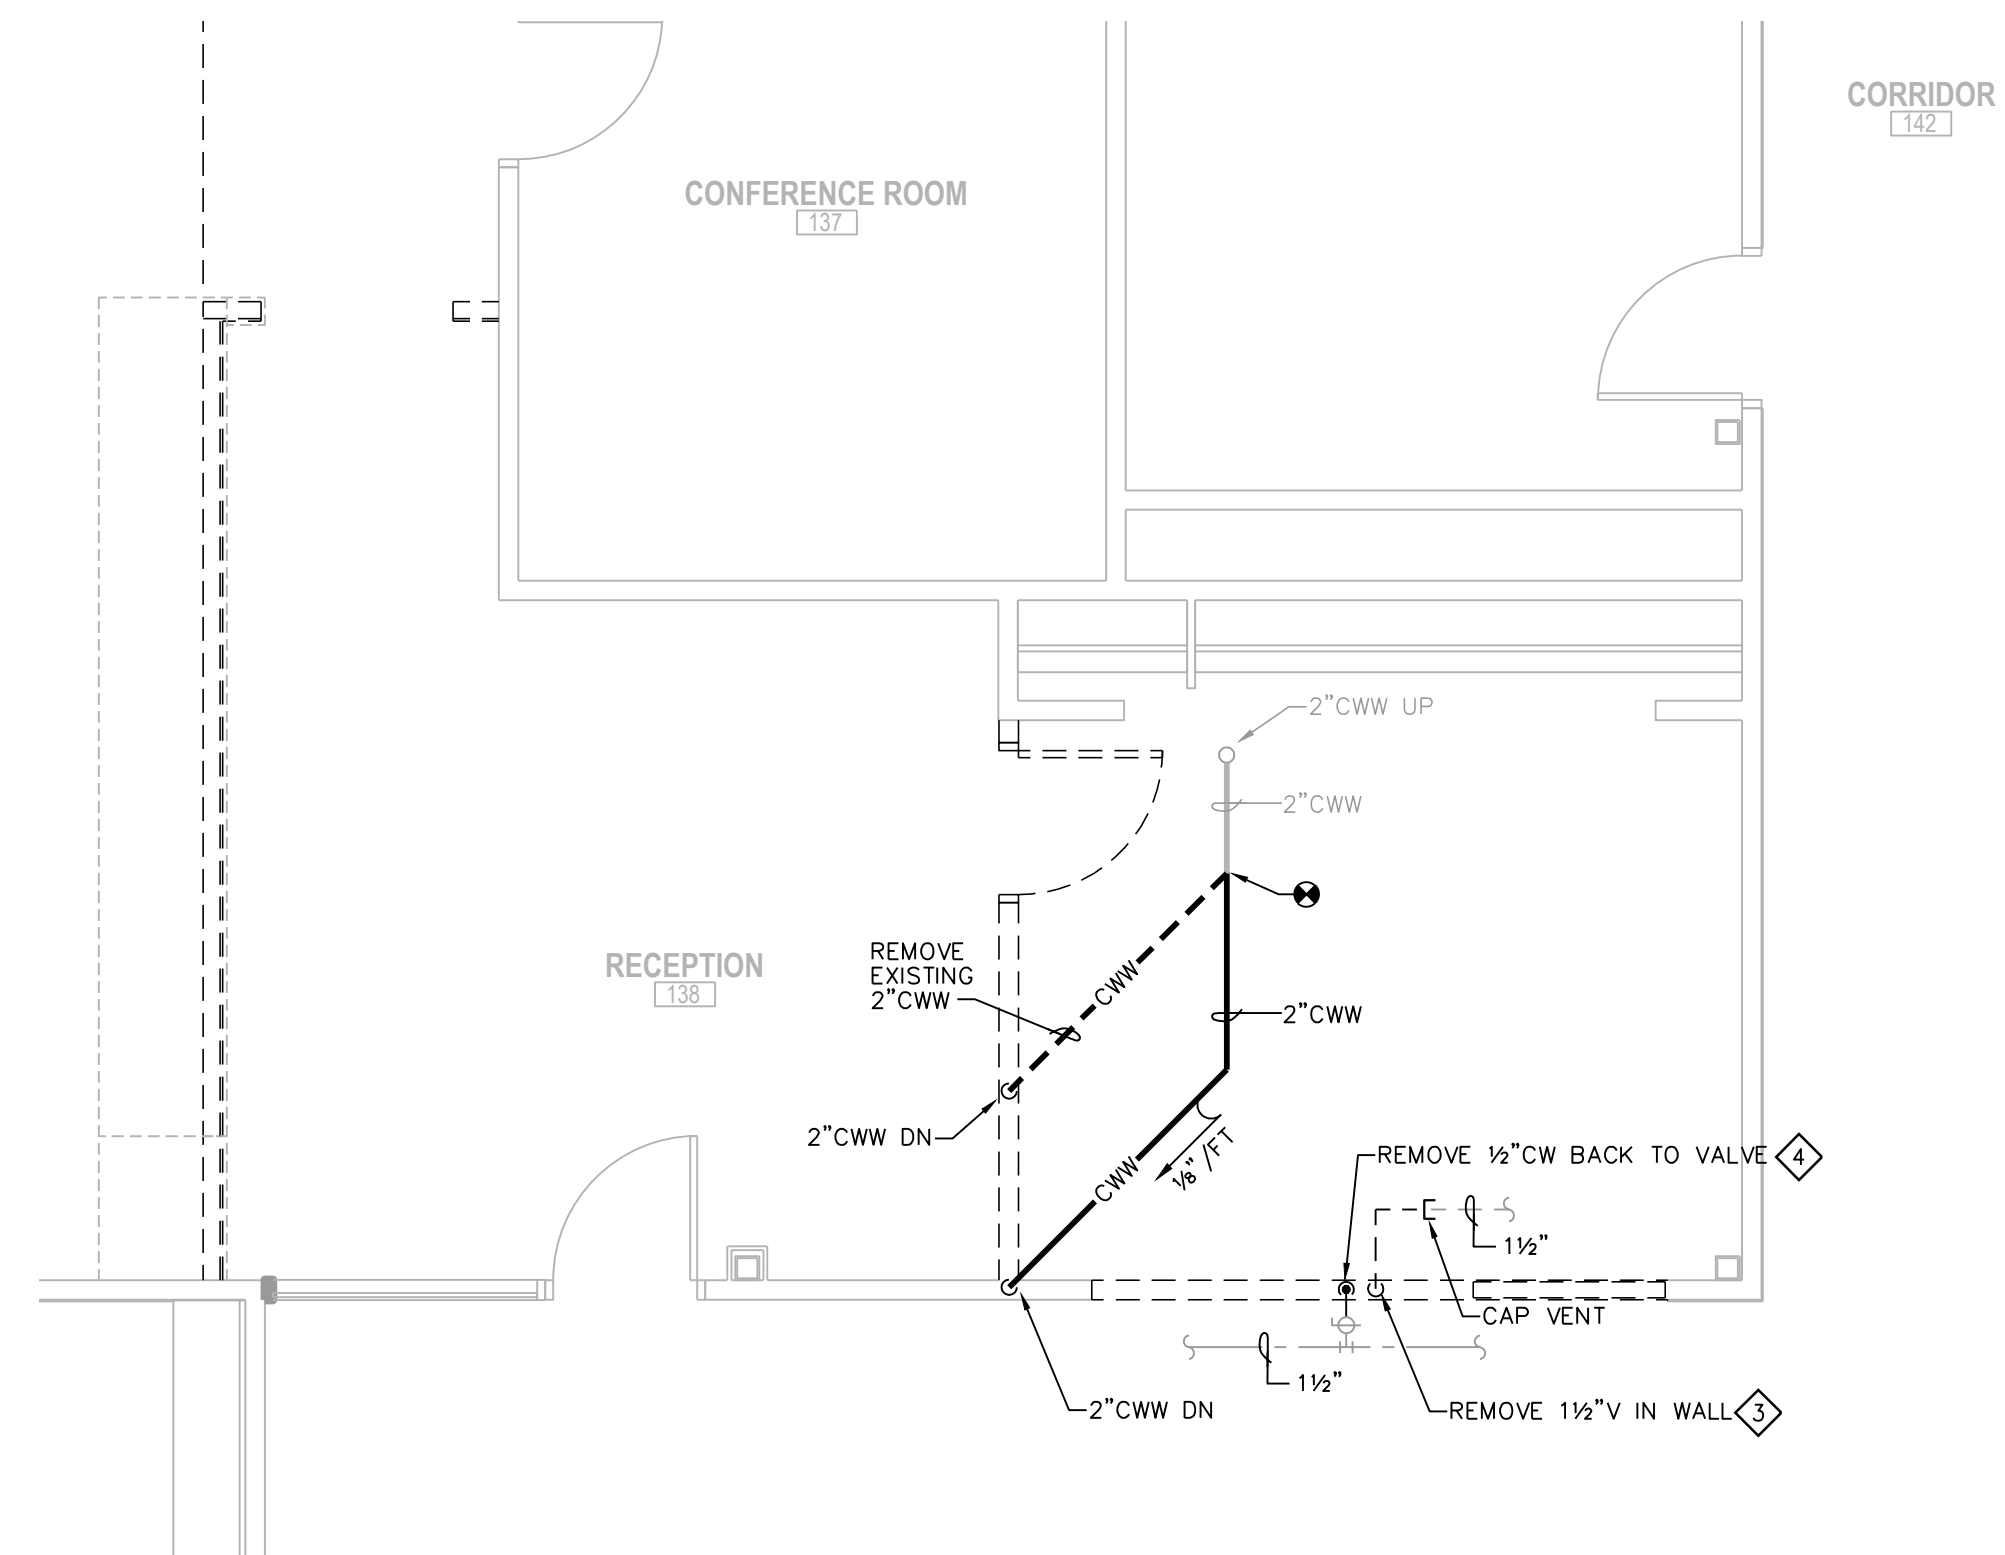 CORRIDOR
142
CONFERENCE ROOM
137
2"CWW UP
2"CWW
REMOVE
EXISTING
2"CWW
CWW
RECEPTION
138
2"CWW
2"CWW DN
CWW
⅛" /FT
REMOVE ½"CW BACK TO VALVE 4
1½"
CAP VENT
1½"
2"CWW DN
REMOVE 1½"V IN WALL 3